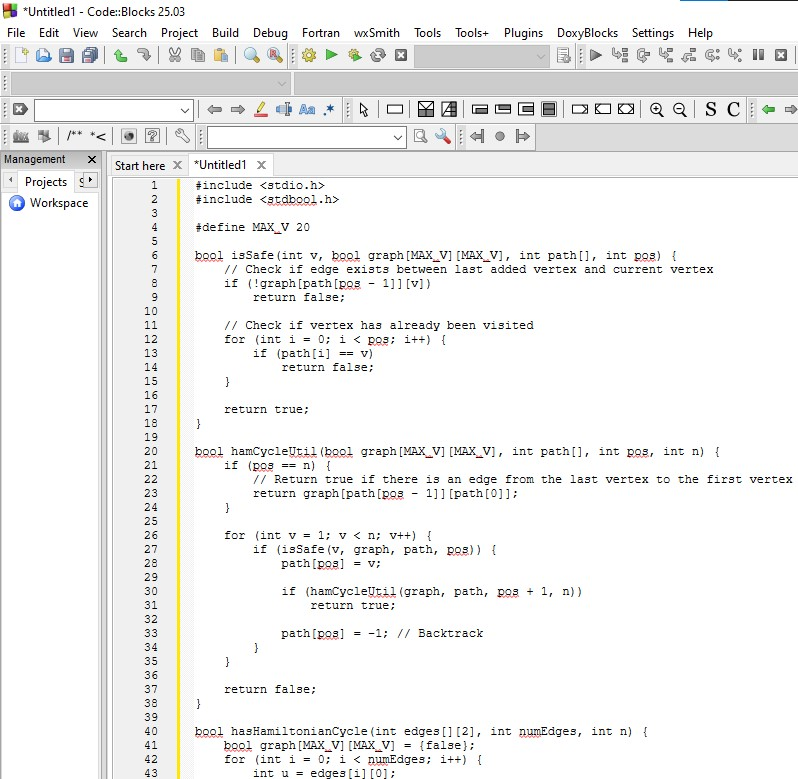 *Untitled1 - Code::Blocks 25.03
File Edit View Search Project Build Debug Fortran wxSmith Tools Tools+ Plugins DoxyBlocks Settings Help
Aa .* S C
/** *<
Management
Start here *Untitled1
Projects
Workspace
1 #include <stdio.h>
2 #include <stdbool.h>
3
4 #define MAX_V 20
5
6 bool isSafe(int v, bool graph[MAX_V][MAX_V], int path[], int pos) {
7     // Check if edge exists between last added vertex and current vertex
8     if (!graph[path[pos - 1]][v])
9         return false;
10
11     // Check if vertex has already been visited
12     for (int i = 0; i < pos; i++) {
13         if (path[i] == v)
14             return false;
15     }
16
17     return true;
18 }
19
20 bool hamCycleUtil(bool graph[MAX_V][MAX_V], int path[], int pos, int n) {
21     if (pos == n) {
22         // Return true if there is an edge from the last vertex to the first vertex
23         return graph[path[pos - 1]][path[0]];
24     }
25
26     for (int v = 1; v < n; v++) {
27         if (isSafe(v, graph, path, pos)) {
28             path[pos] = v;
29
30             if (hamCycleUtil(graph, path, pos + 1, n))
31                 return true;
32
33             path[pos] = -1; // Backtrack
34         }
35     }
36
37     return false;
38 }
39
40 bool hasHamiltonianCycle(int edges[][2], int numEdges, int n) {
41     bool graph[MAX_V][MAX_V] = {false};
42     for (int i = 0; i < numEdges; i++) {
43         int u = edges[i][0];